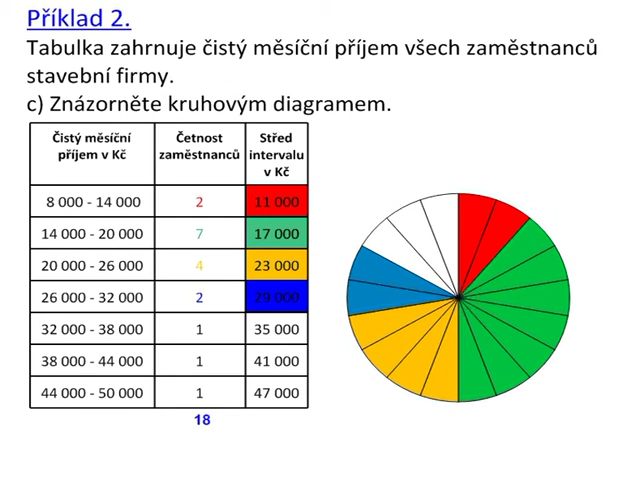 Příklad 2.
Tabulka zahrnuje čistý měsíční příjem všech zaměstnanců
stavební firmy.
c) Znázorněte kruhovým diagramem.
Čistý měsíční příjem v Kč | Četnost zaměstnanců | Střed intervalu v Kč
8 000 - 14 000 | 2 | 11 000
14 000 - 20 000 | 7 | 17 000
20 000 - 26 000 | 4 | 23 000
26 000 - 32 000 | 2 | 29 000
32 000 - 38 000 | 1 | 35 000
38 000 - 44 000 | 1 | 41 000
44 000 - 50 000 | 1 | 47 000
18